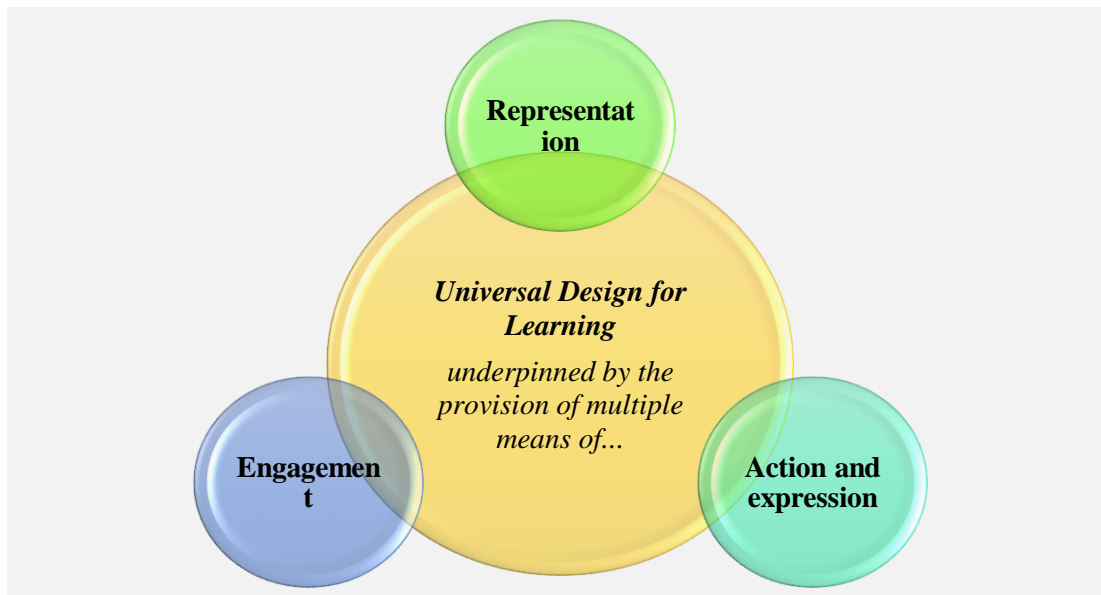 Representat
ion
Universal Design for
Learning
underpinned by the
provision of multiple
means of...
Engagemen
t
Action and
expression